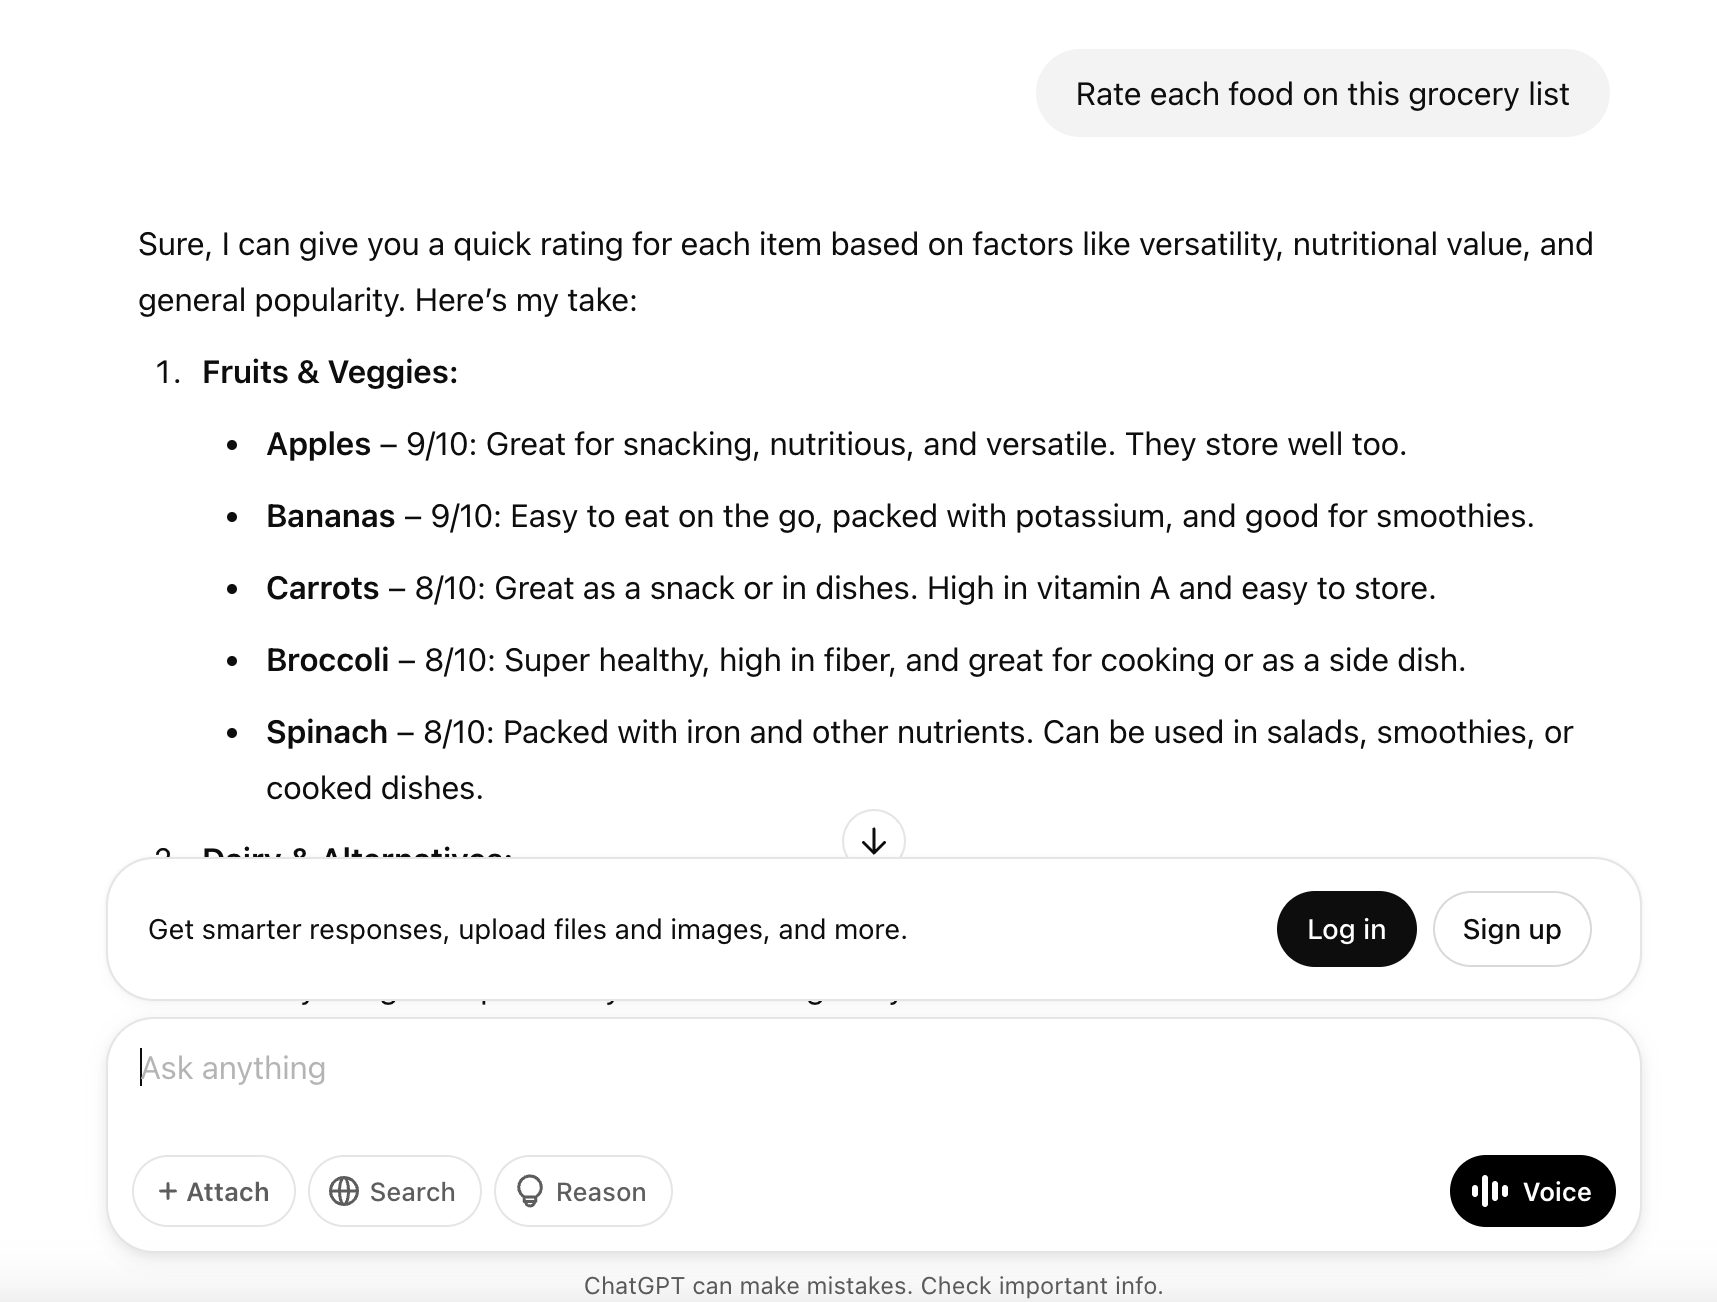 Rate each food on this grocery list
Sure, I can give you a quick rating for each item based on factors like versatility, nutritional value, and
general popularity. Here’s my take:
1. Fruits & Veggies:
• Apples – 9/10: Great for snacking, nutritious, and versatile. They store well too.
• Bananas – 9/10: Easy to eat on the go, packed with potassium, and good for smoothies.
• Carrots – 8/10: Great as a snack or in dishes. High in vitamin A and easy to store.
• Broccoli – 8/10: Super healthy, high in fiber, and great for cooking or as a side dish.
• Spinach – 8/10: Packed with iron and other nutrients. Can be used in salads, smoothies, or
cooked dishes.
2. Dairy & Alternatives:
Get smarter responses, upload files and images, and more.
Log in
Sign up
Ask anything
+ Attach
Search
Reason
Voice
ChatGPT can make mistakes. Check important info.